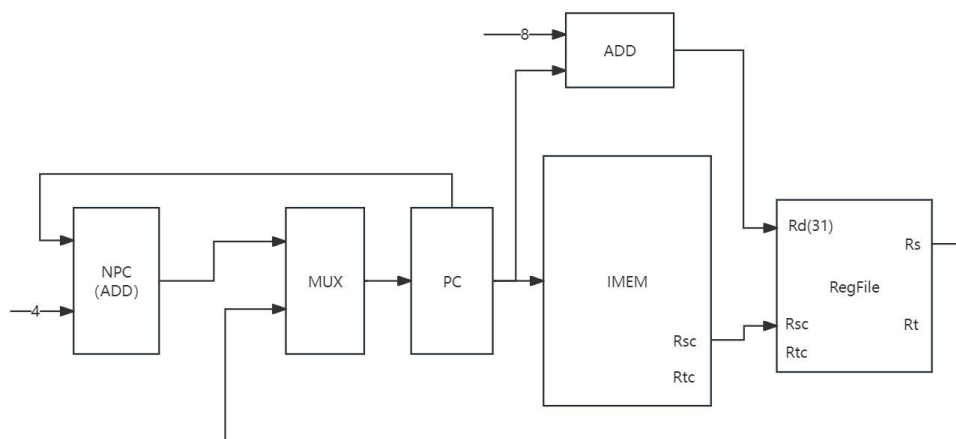 8
ADD
NPC
(ADD)
4
MUX
PC
IMEM
Rsc
Rtc
Rd(31)
Rs
RegFile
Rsc
Rt
Rtc